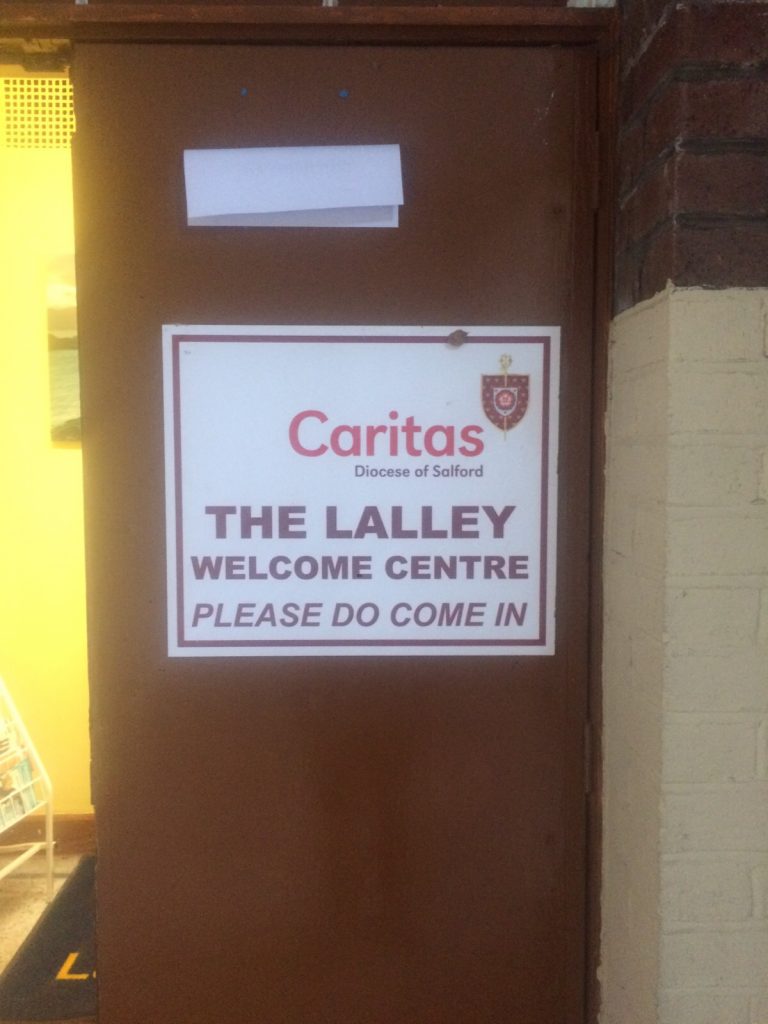 Caritas
Diocese of Salford
THE LALLEY
WELCOME CENTRE
PLEASE DO COME IN
L.